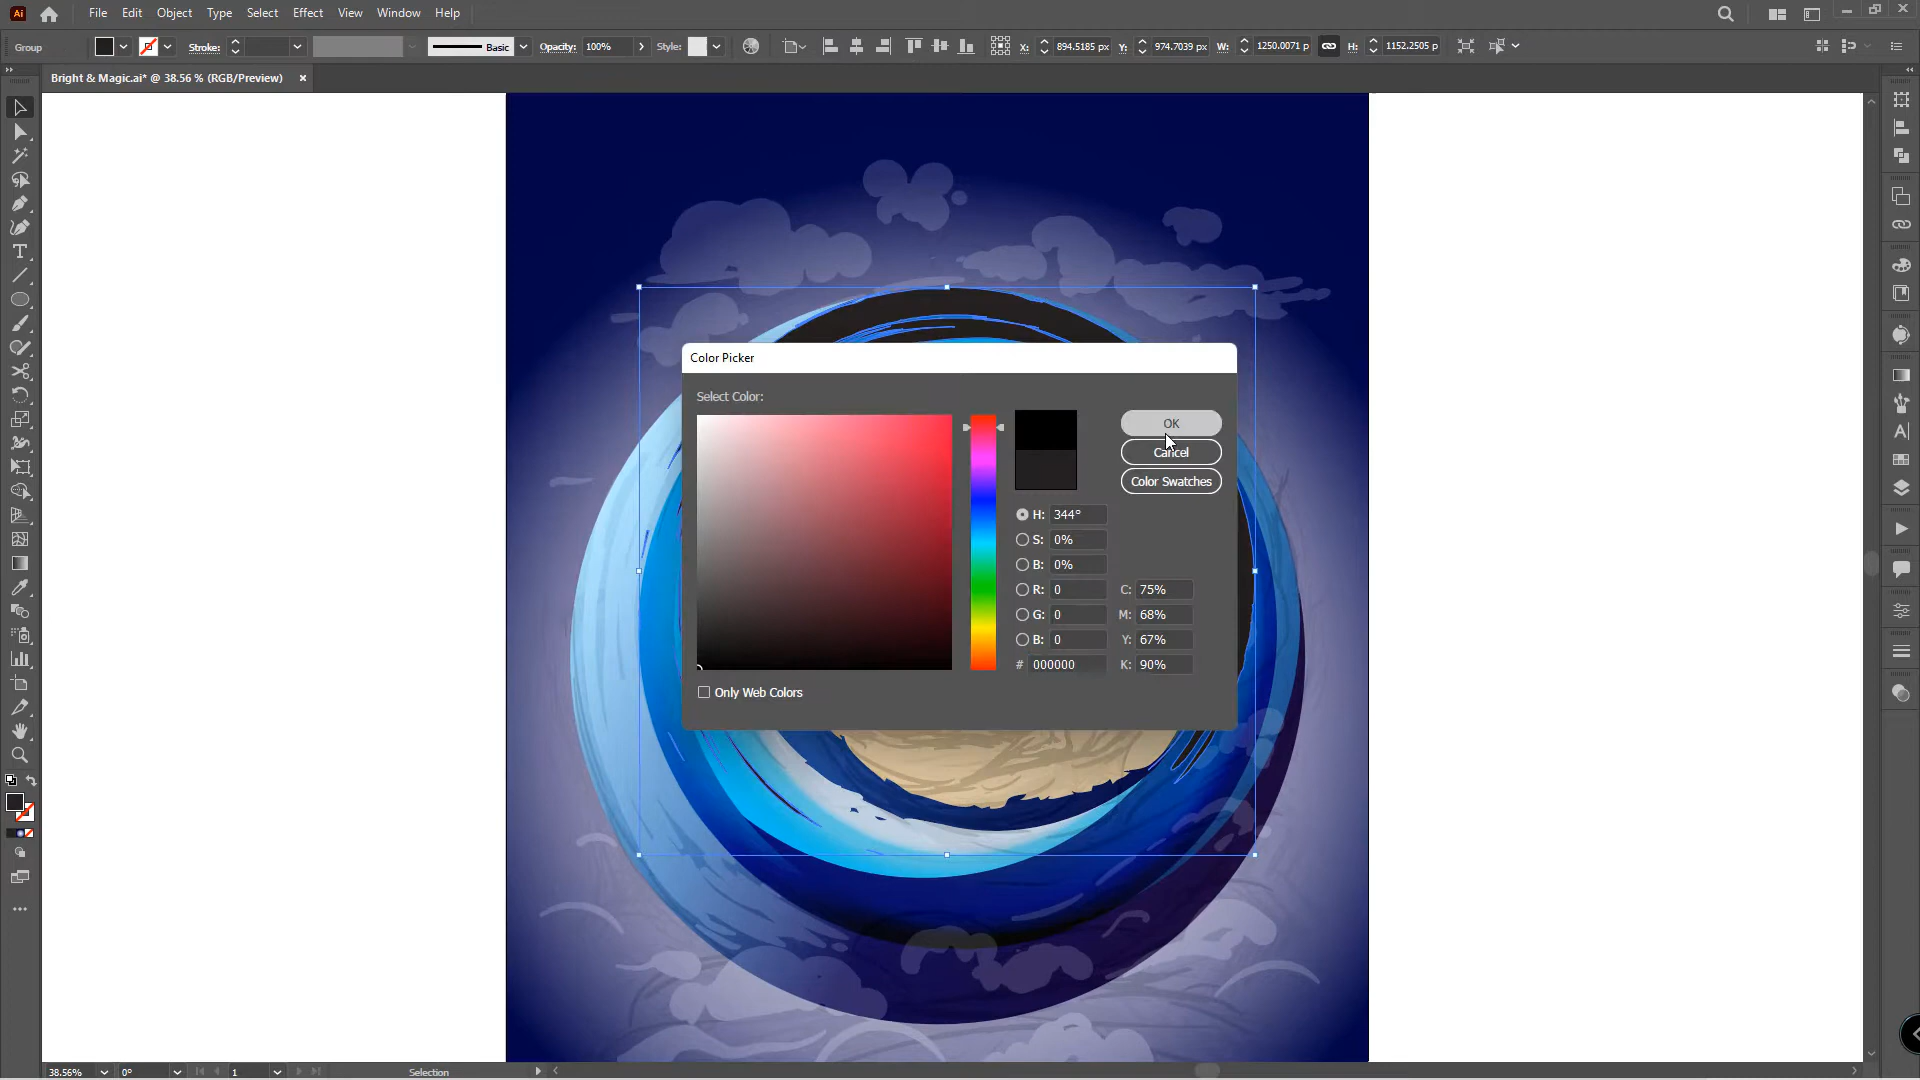 Ai File Edit Object Type Select Effect View Window Help
Group Stroke: Basic Opacity: 100% Style: X: 894.5185 px Y: 974.7039 px W: 1250.0071 p H: 1152.2505 p
Bright & Magic.ai* @ 38.56 % (RGB/Preview) ×
Color Picker
Select Color:
OK
Cancel
Color Swatches
H: 344°
S: 0%
B: 0%
R: 0 C: 75%
G: 0 M: 68%
B: 0 Y: 67%
# 000000 K: 90%
Only Web Colors
38.56% 0° 1 Selection